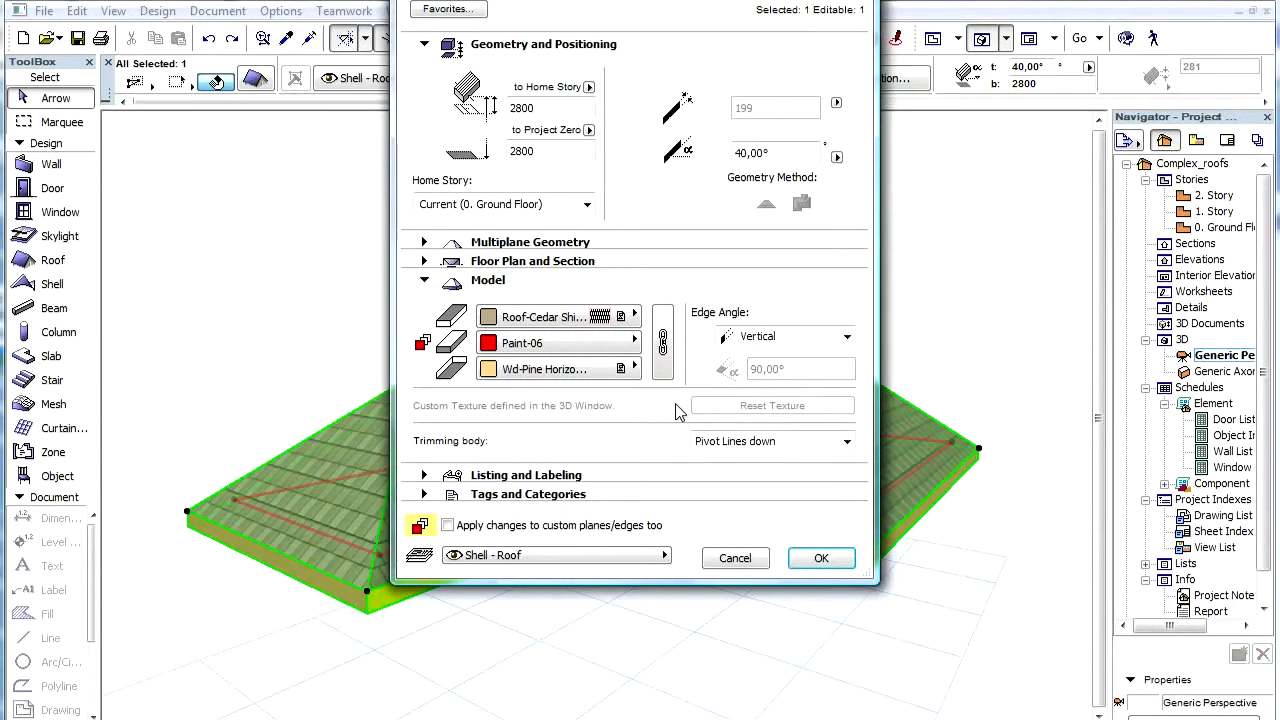 File Edit View Design Document Options Teamwork
Favorites...
Selected: 1 Editable: 1
ToolBox
Select
Arrow
Marquee
Design
Wall
Door
Window
Skylight
Roof
Shell
Beam
Column
Slab
Stair
Mesh
Curtain...
Zone
Object
Document
Dimen...
Level ...
Text
Label
Fill
Line
Arc/Ci...
Polyline
Drawing
All Selected: 1
Shell - Roo
Geometry and Positioning
to Home Story
2800
to Project Zero
2800
Home Story:
Current (0. Ground Floor)
199
40,00°
Geometry Method:
Multiplane Geometry
Floor Plan and Section
Model
Roof-Cedar Shi...
Paint-06
Wd-Pine Horizo...
Edge Angle:
Vertical
90,00°
Custom Texture defined in the 3D Window.
Reset Texture
Trimming body:
Pivot Lines down
Listing and Labeling
Tags and Categories
Apply changes to custom planes/edges too
Shell - Roof
Cancel
OK
Go
on...
t: 40,00° °
b: 2800
281
Navigator - Project ...
Complex_roofs
Stories
2. Story
1. Story
0. Ground Fl
Sections
Elevations
Interior Elevatio
Worksheets
Details
3D Documents
3D
Generic Pe
Generic Axon
Schedules
Element
Door List
Object I
Wall List
Window
Component
Project Indexes
Drawing List
Sheet Index
View List
Lists
Info
Project Note
Report
Properties
Generic Perspective